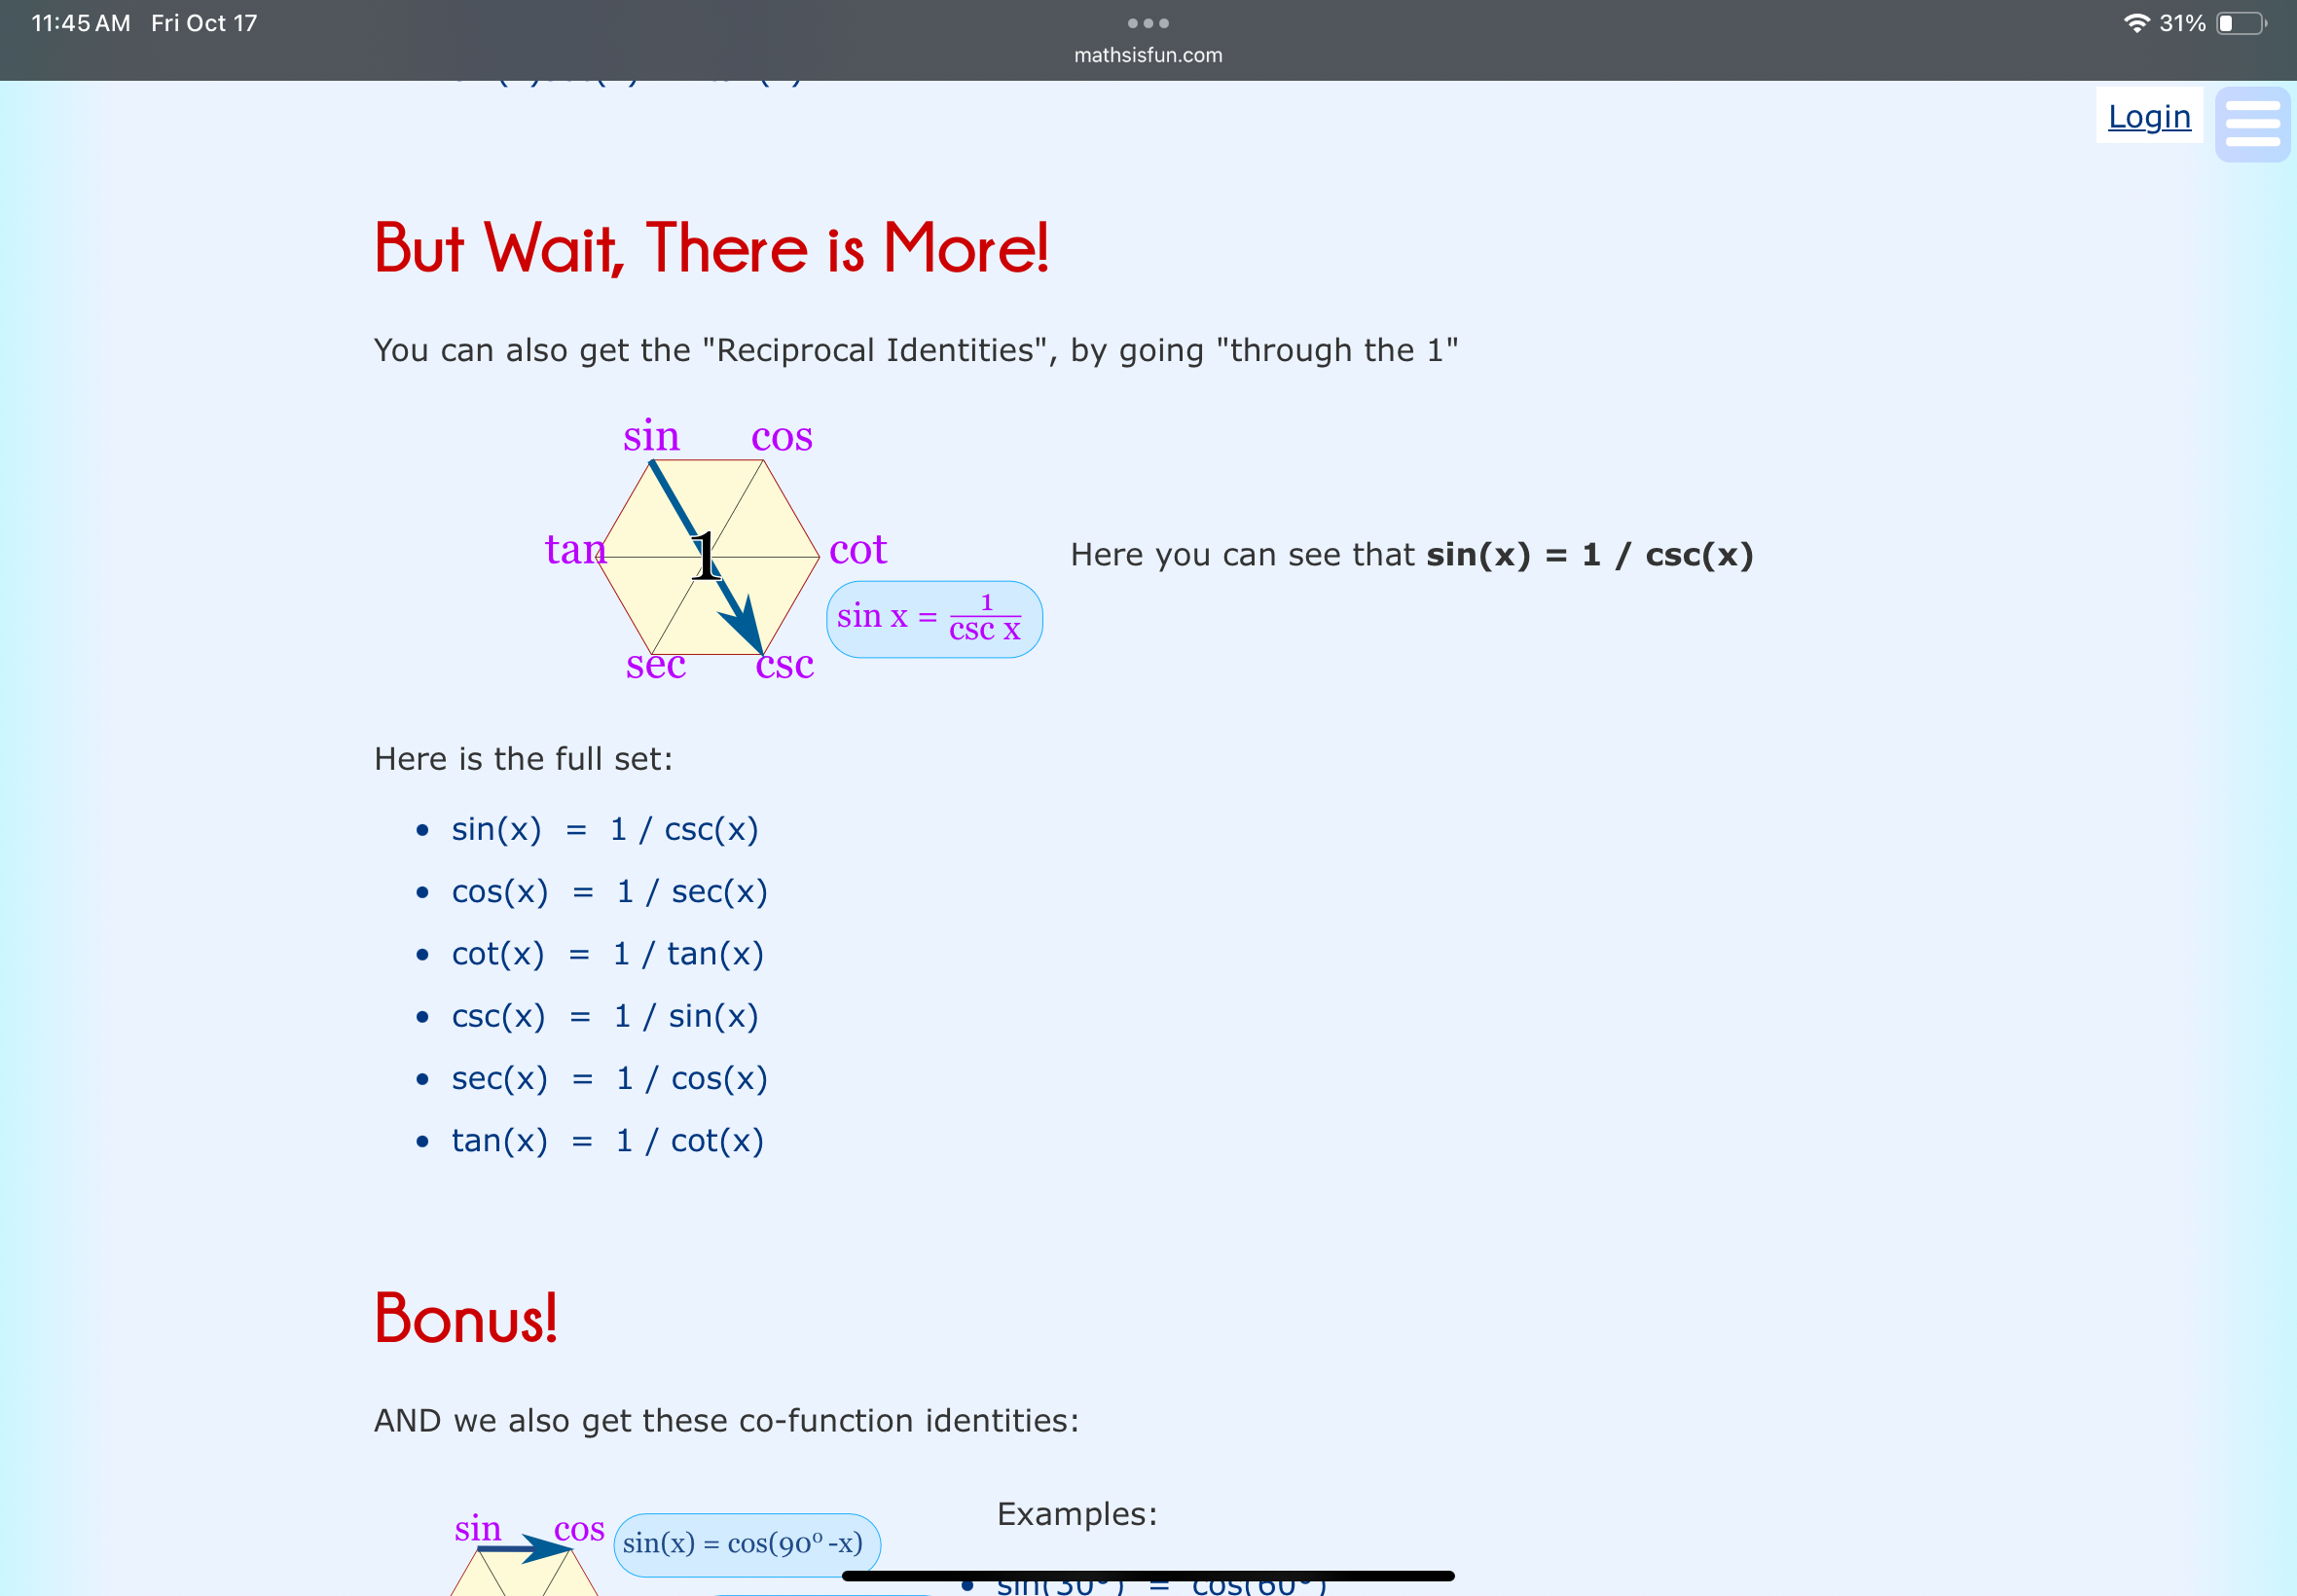 11:45 AM Fri Oct 17
31%
mathsisfun.com
Login
But Wait, There is More!
You can also get the "Reciprocal Identities", by going "through the 1"
sin cos
tan 1 cot
sec csc
sin x = 1 / csc x
Here you can see that sin(x) = 1 / csc(x)
Here is the full set:
• sin(x) = 1 / csc(x)
• cos(x) = 1 / sec(x)
• cot(x) = 1 / tan(x)
• csc(x) = 1 / sin(x)
• sec(x) = 1 / cos(x)
• tan(x) = 1 / cot(x)
Bonus!
AND we also get these co-function identities:
sin cos
sin(x) = cos(90° -x)
Examples:
• sin(30°) = cos(60°)